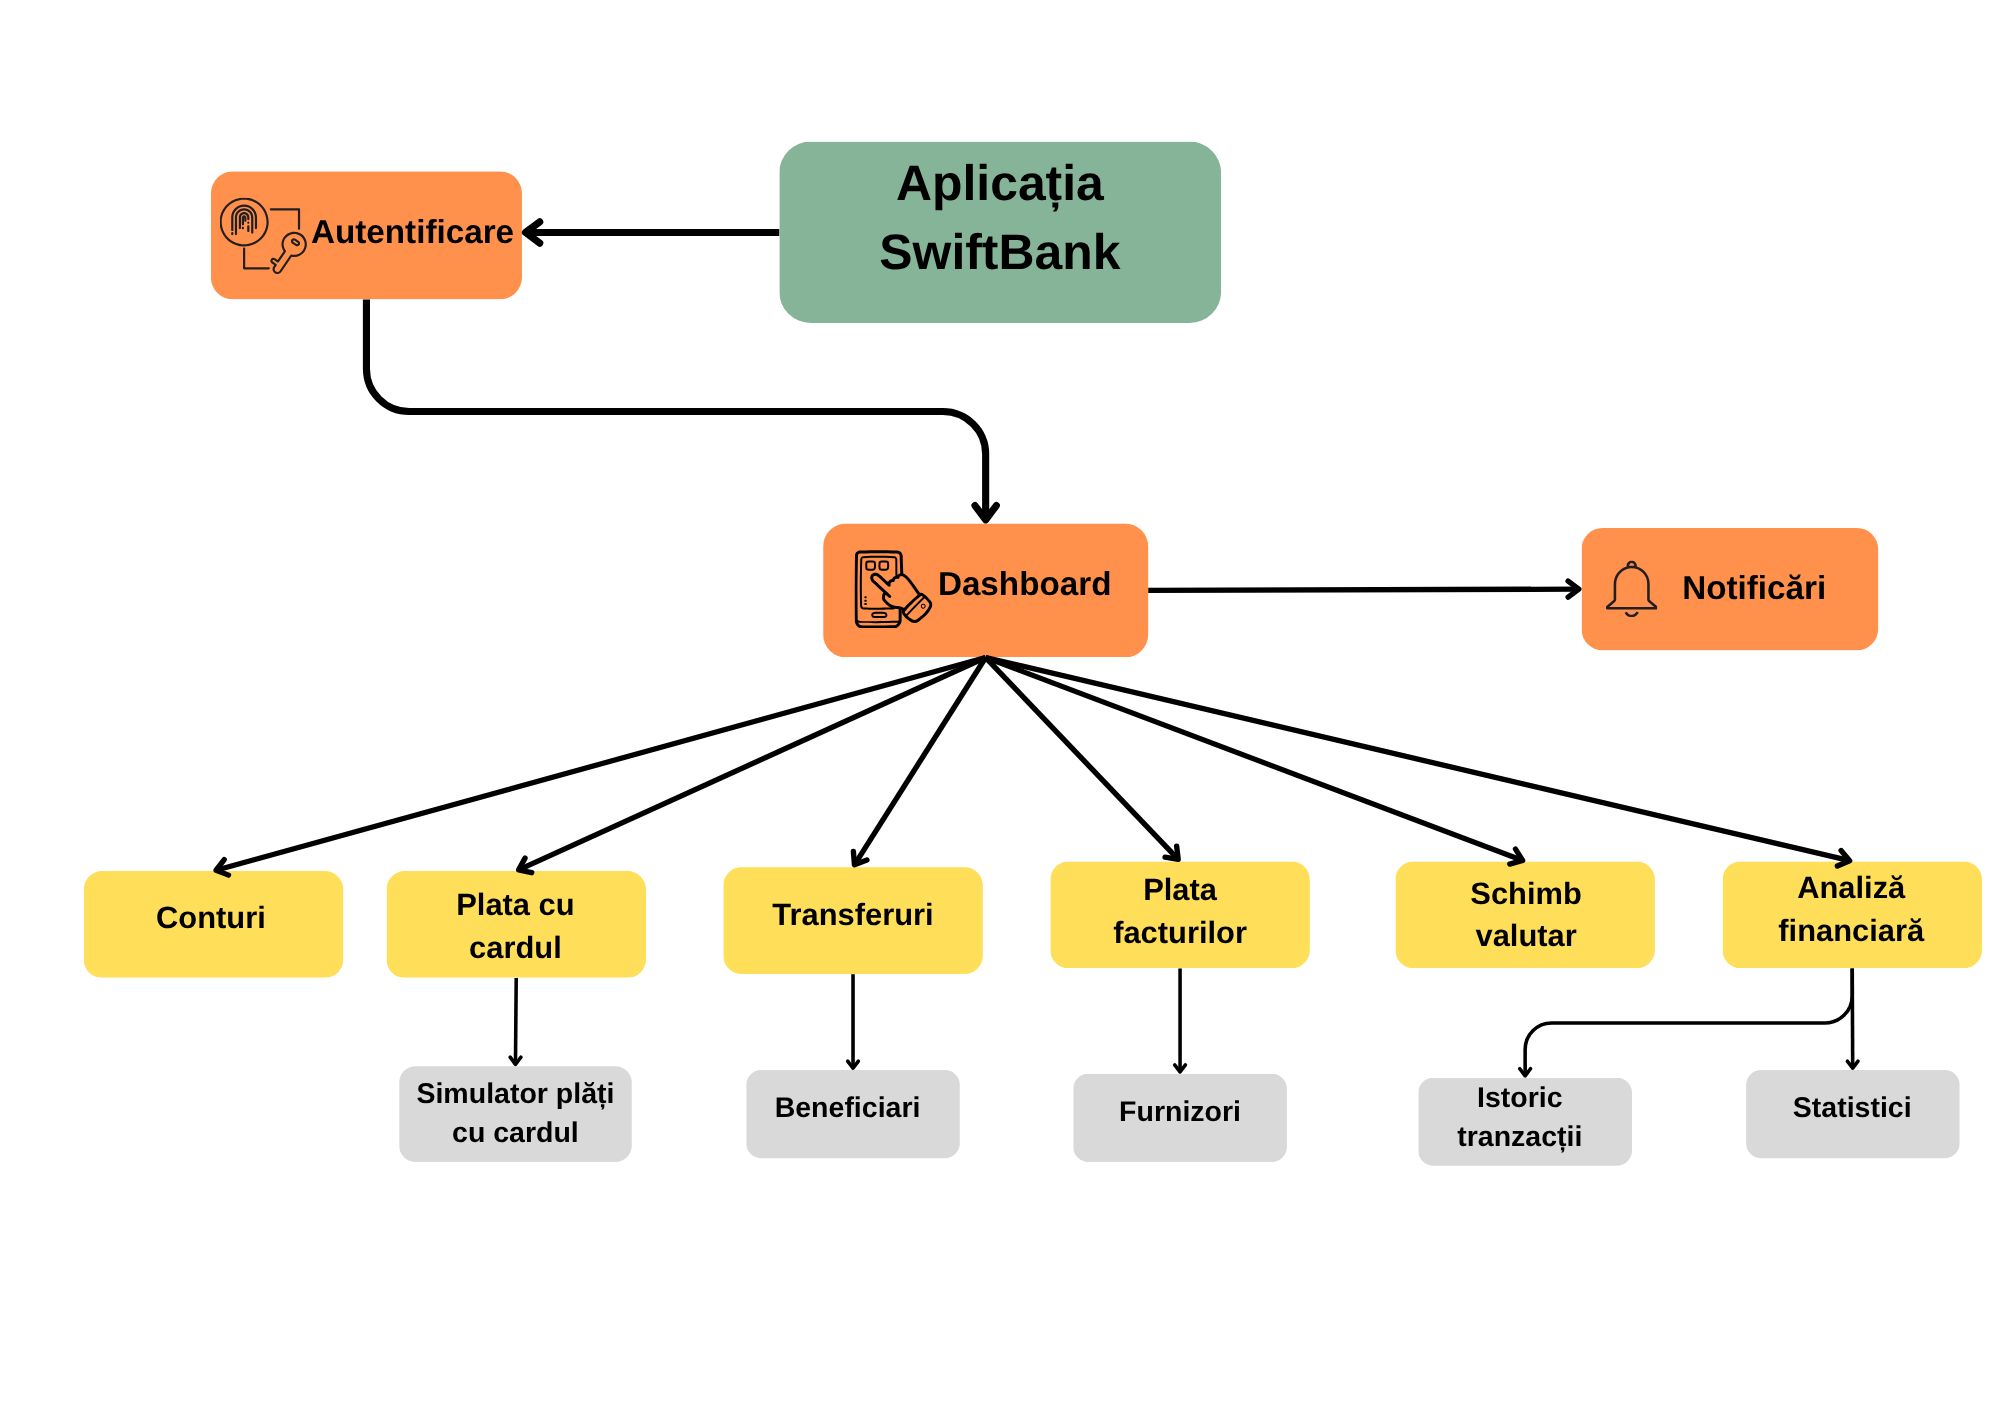 Aplicația
SwiftBank
Autentificare
Dashboard
Notificări
Conturi
Plata cu
cardul
Transferuri
Plata
facturilor
Schimb
valutar
Analiză
financiară
Simulator plăți
cu cardul
Beneficiari
Furnizori
Istoric
tranzacții
Statistici